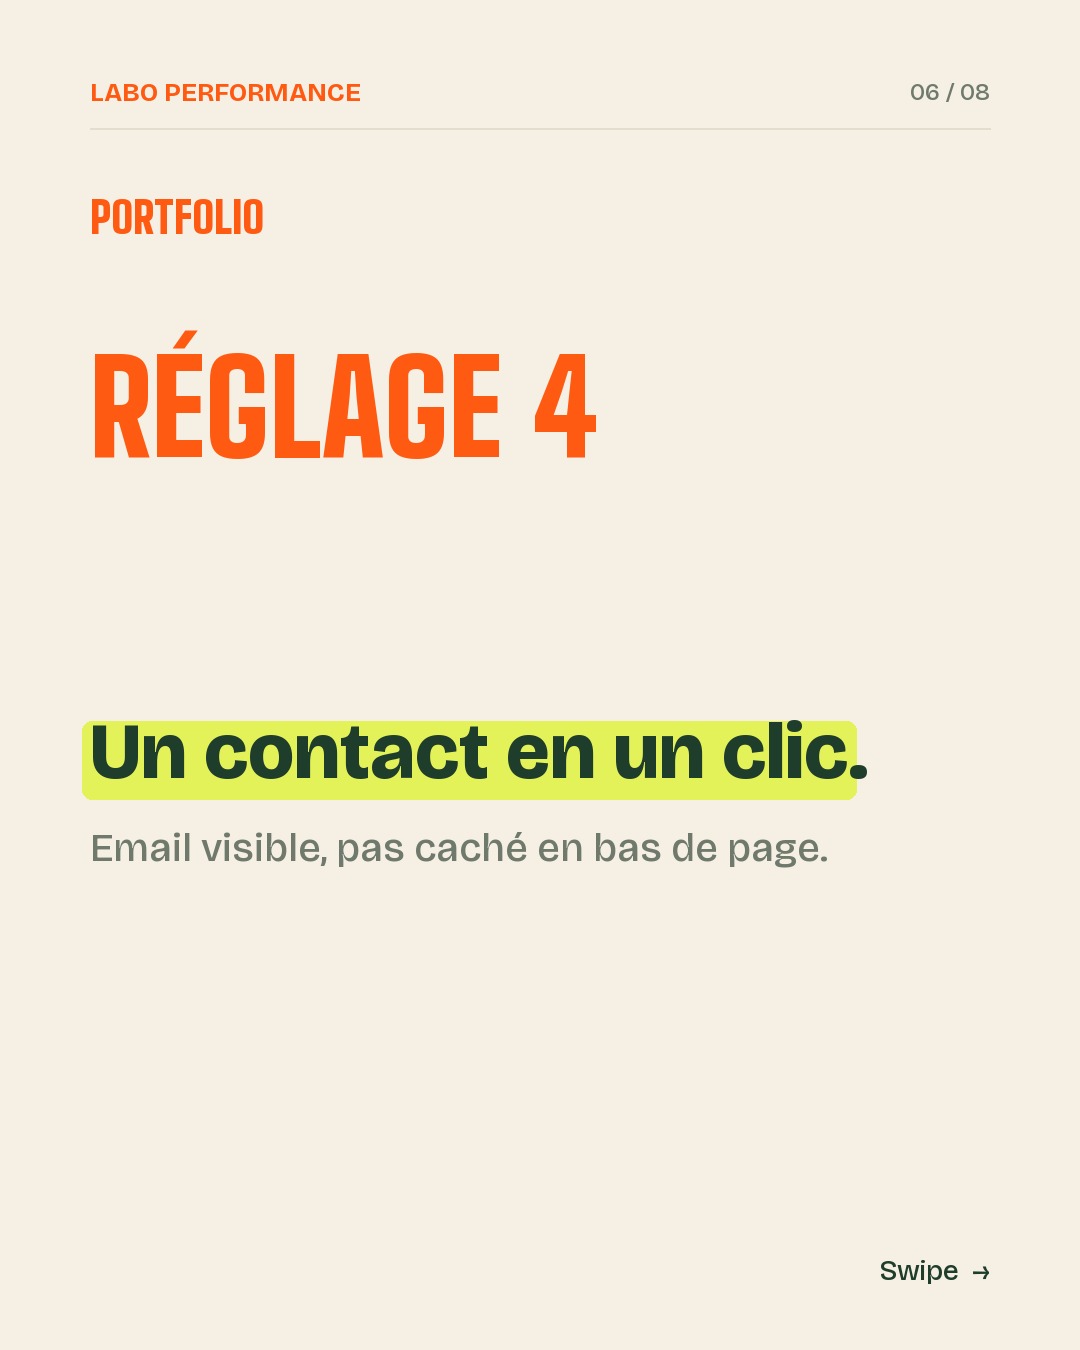 LABO PERFORMANCE
06 / 08
PORTFOLIO
RÉGLAGE 4
Un contact en un clic.
Email visible, pas caché en bas de page.
Swipe →